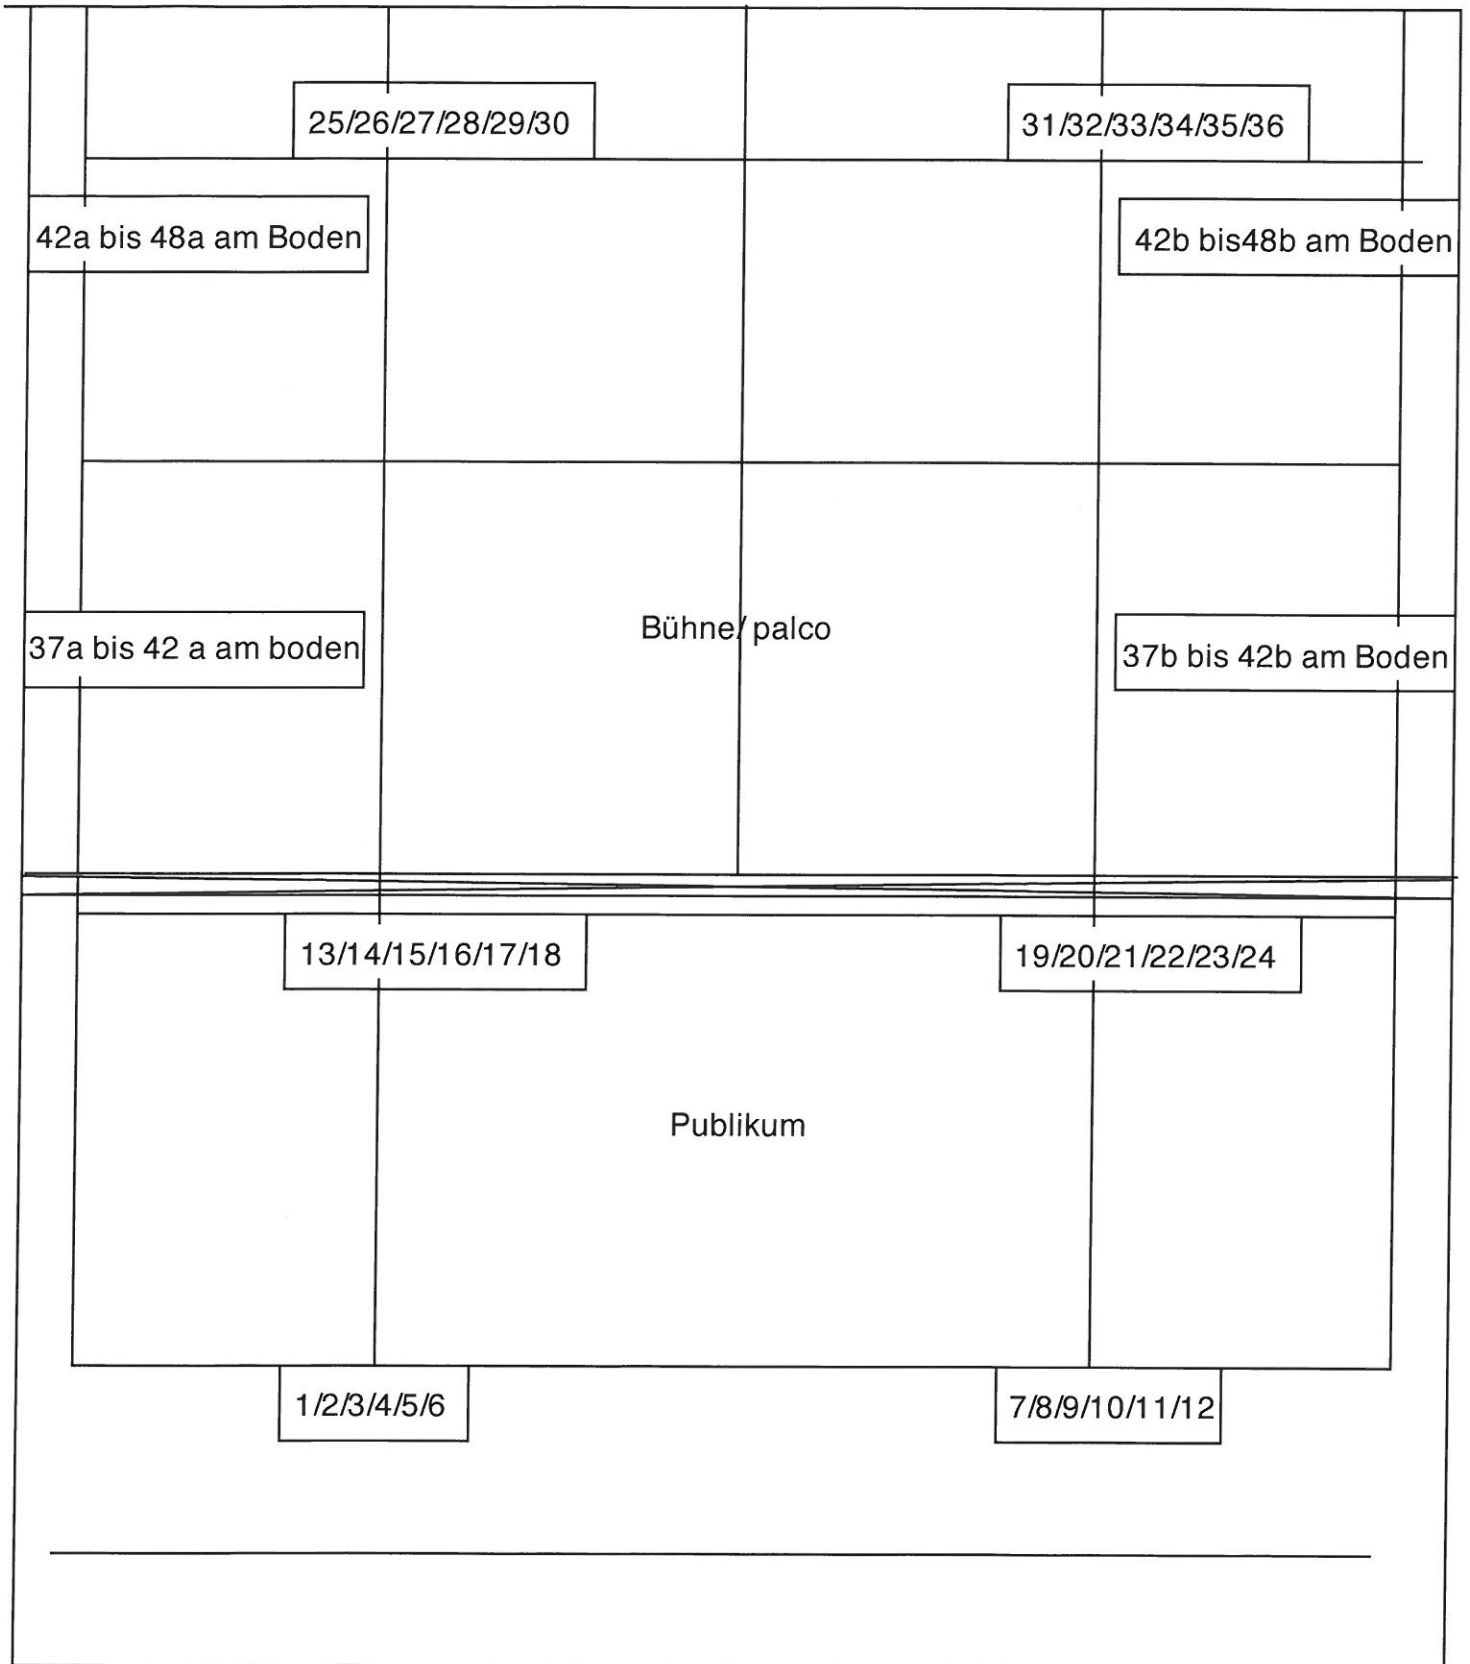 25/26/27/28/29/30
31/32/33/34/35/36
42a bis 48a am Boden
42b bis48b am Boden
Bühne/ palco
37a bis 42 a am boden
37b bis 42b am Boden
13/14/15/16/17/18
19/20/21/22/23/24
Publikum
1/2/3/4/5/6
7/8/9/10/11/12